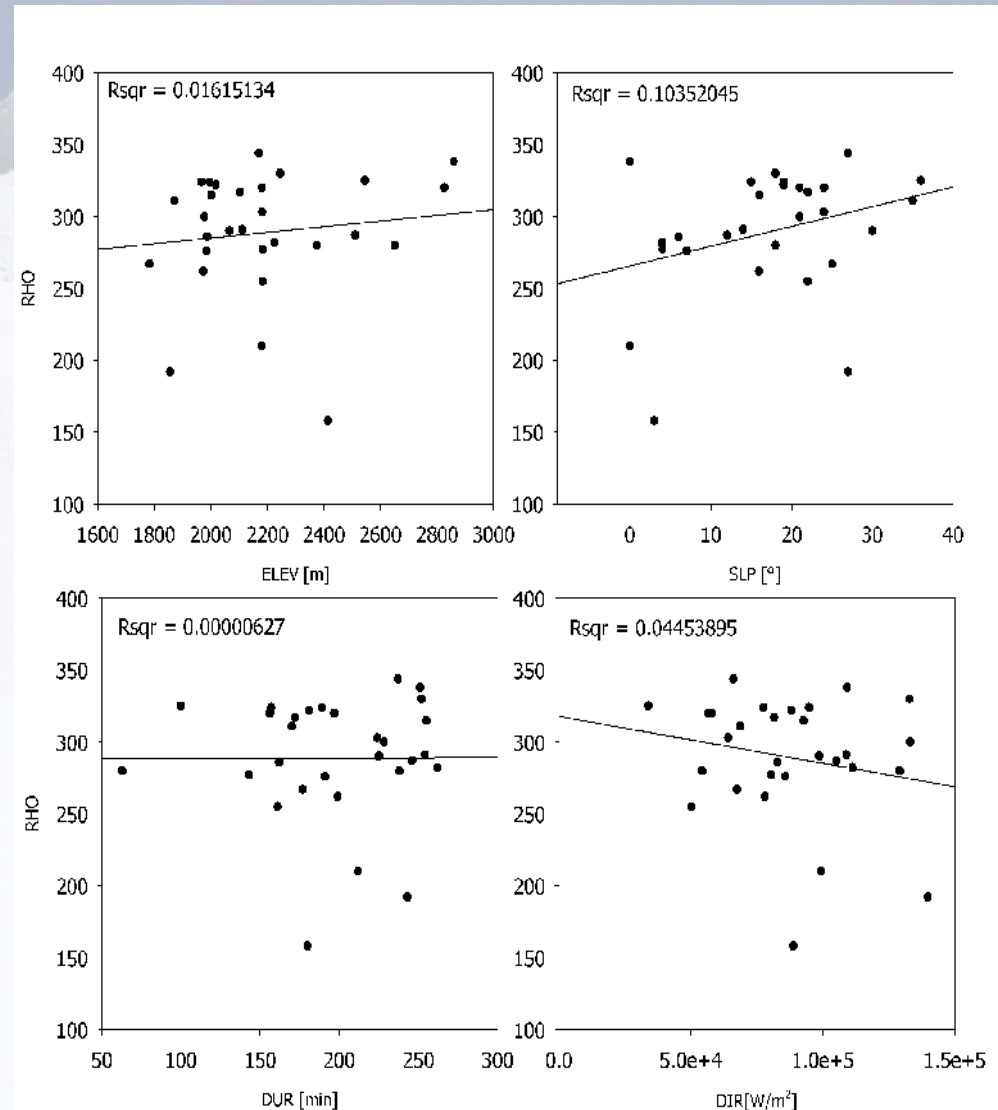 400
Rsqr = 0.01615134
350
300
250
200
150
100
RHO
1600 1800 2000 2200 2400 2600 2800 3000
ELEV [m]
400
Rsqr = 0.10352045
350
300
250
200
150
100
0 10 20 30 40
SLP [º]
400
Rsqr = 0.00000627
350
300
250
200
150
100
RHO
50 100 150 200 250 300
DUR [min]
400
Rsqr = 0.04453895
350
300
250
200
150
100
0.0 5.0e+4 1.0e+5 1.5e+5
DIR[W/m²]